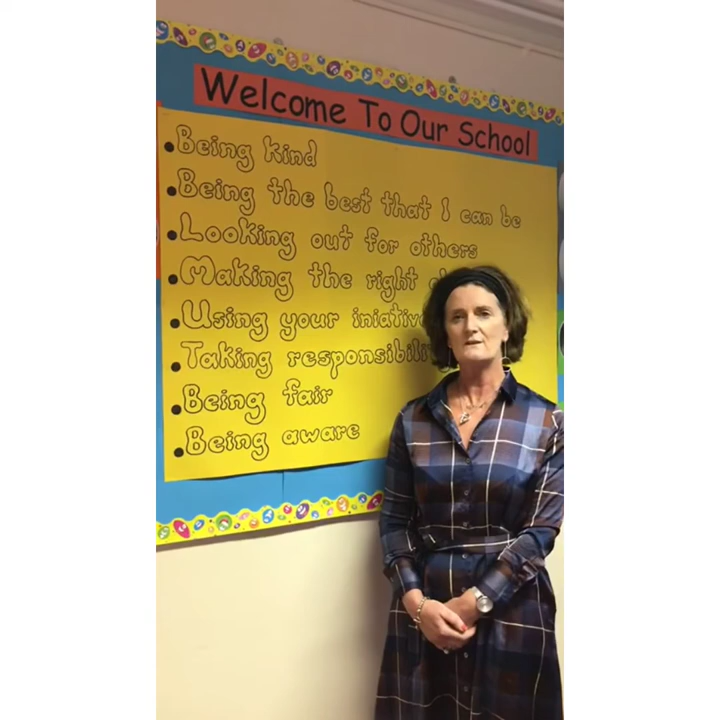 Welcome To Our School
Being kind
Being the best that I can be
Looking out for others
Making the right
Using your iniative
Taking responsibili
Being fair
Being aware